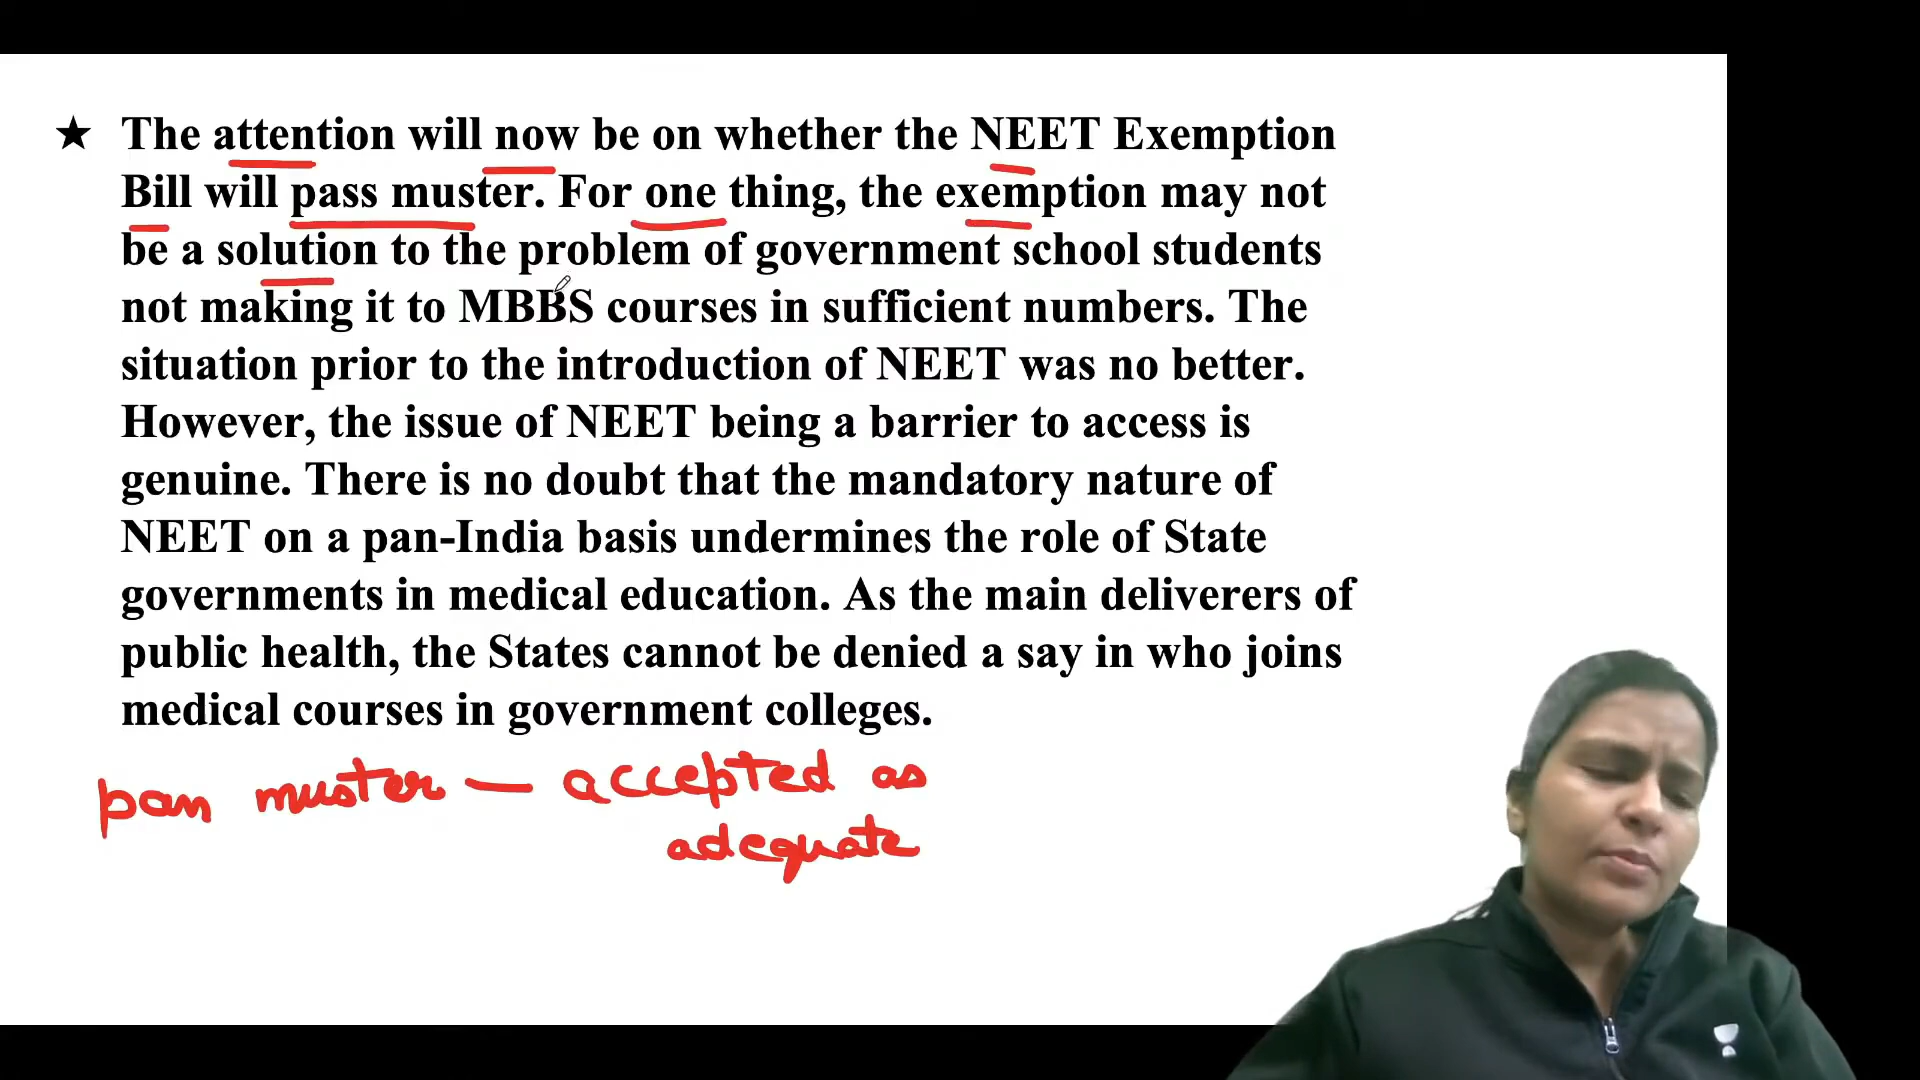 ★ The attention will now be on whether the NEET Exemption
Bill will pass muster. For one thing, the exemption may not
be a solution to the problem of government school students
not making it to MBBS courses in sufficient numbers. The
situation prior to the introduction of NEET was no better.
However, the issue of NEET being a barrier to access is
genuine. There is no doubt that the mandatory nature of
NEET on a pan-India basis undermines the role of State
governments in medical education. As the main deliverers of
public health, the States cannot be denied a say in who joins
medical courses in government colleges.
pass muster — accepted as
adequate